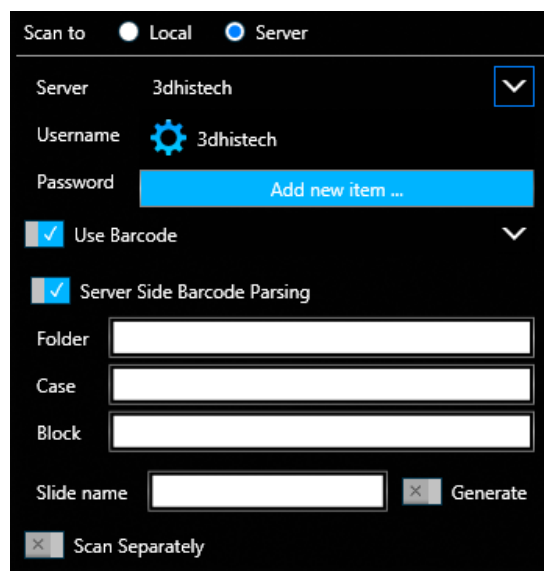 Scan to Local Server
Server 3dhistech
Username 3dhistech
Password Add new item ...
Use Barcode
Server Side Barcode Parsing
Folder
Case
Block
Slide name Generate
Scan Separately